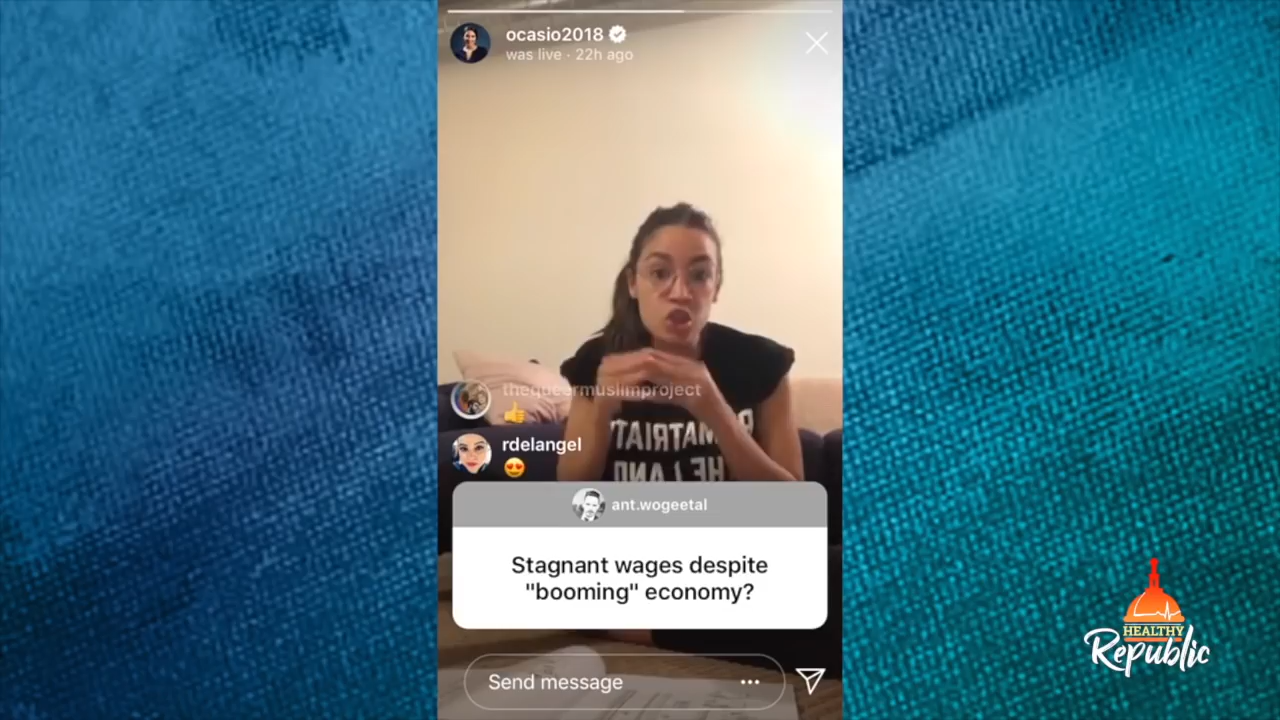 ocasio2018
was live · 22h ago
thequeermuslimproject
rdelangel
ant.wogeetal
Stagnant wages despite
"booming" economy?
Send message
HEALTHY
Republic